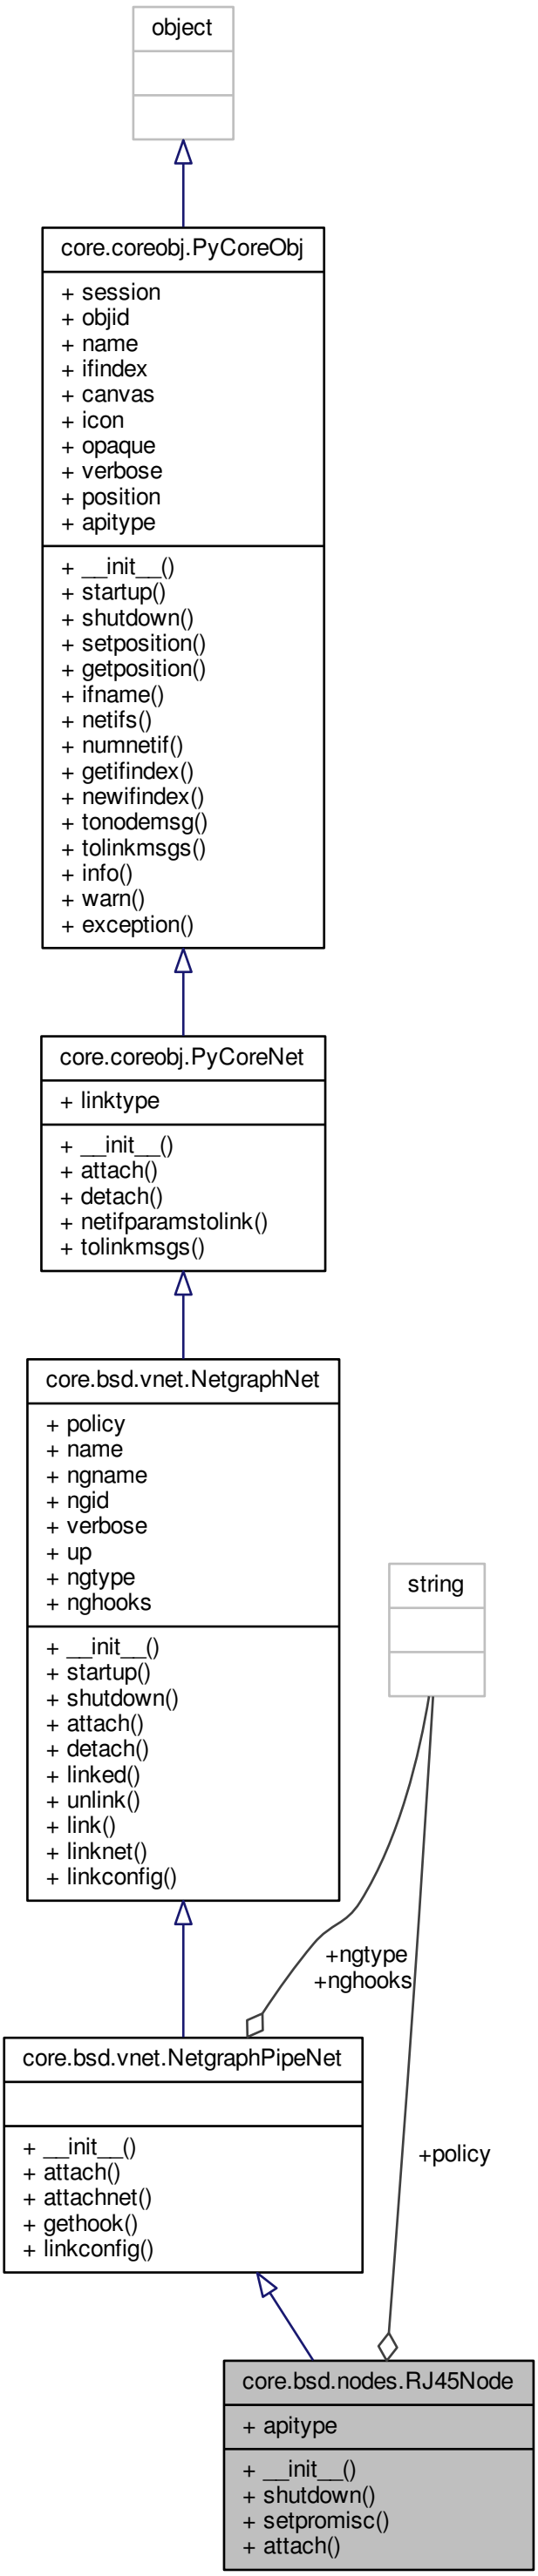 object
core.coreobj.PyCoreObj
+ session
+ objid
+ name
+ ifindex
+ canvas
+ icon
+ opaque
+ verbose
+ position
+ apitype
+ __init__()
+ startup()
+ shutdown()
+ setposition()
+ getposition()
+ ifname()
+ netifs()
+ numnetif()
+ getifindex()
+ newifindex()
+ tonodemsg()
+ tolinkmsgs()
+ info()
+ warn()
+ exception()
core.coreobj.PyCoreNet
+ linktype
+ __init__()
+ attach()
+ detach()
+ netifparamstolink()
+ tolinkmsgs()
core.bsd.vnet.NetgraphNet
+ policy
+ name
+ ngname
+ ngid
+ verbose
+ up
+ ngtype
+ nghooks
+ __init__()
+ startup()
+ shutdown()
+ attach()
+ detach()
+ linked()
+ unlink()
+ link()
+ linknet()
+ linkconfig()
string
+ngtype
+nghooks
core.bsd.vnet.NetgraphPipeNet
+ __init__()
+ attach()
+ attachnet()
+ gethook()
+ linkconfig()
+policy
core.bsd.nodes.RJ45Node
+ apitype
+ __init__()
+ shutdown()
+ setpromisc()
+ attach()